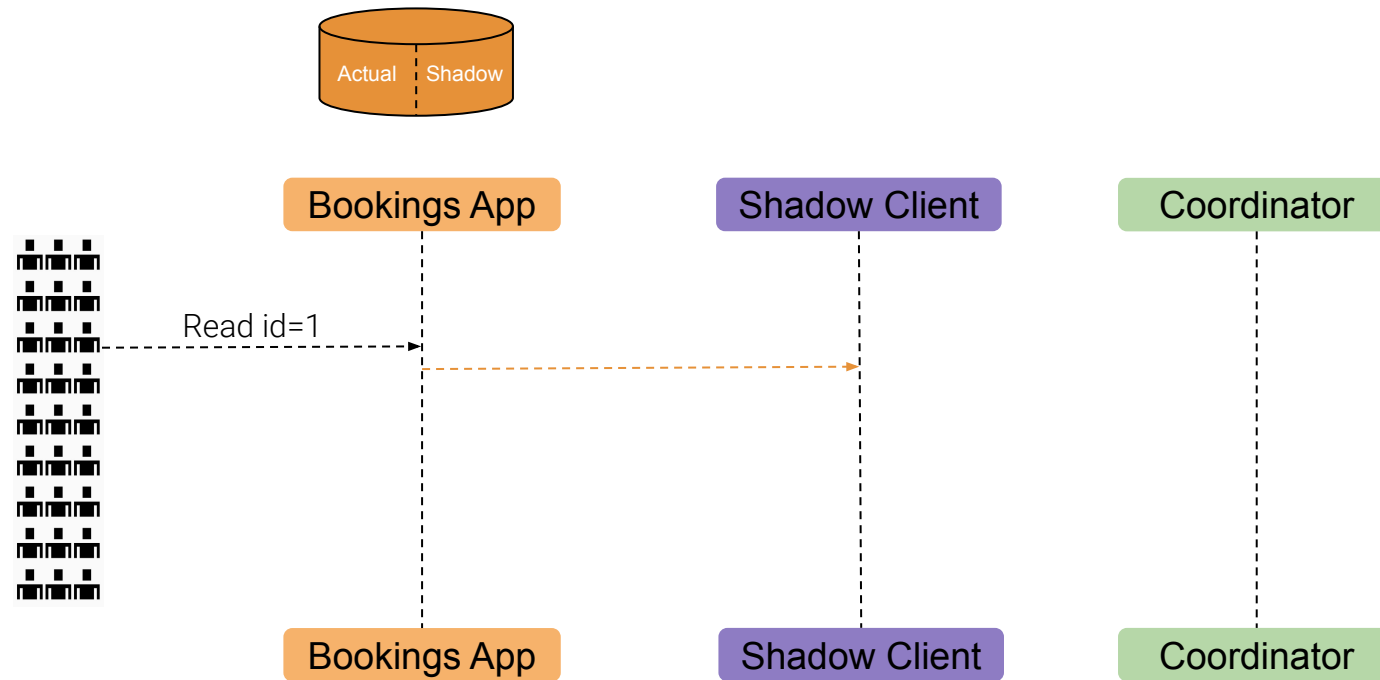 Actual
Shadow
Bookings App
Shadow Client
Coordinator
Read id=1
Bookings App
Shadow Client
Coordinator